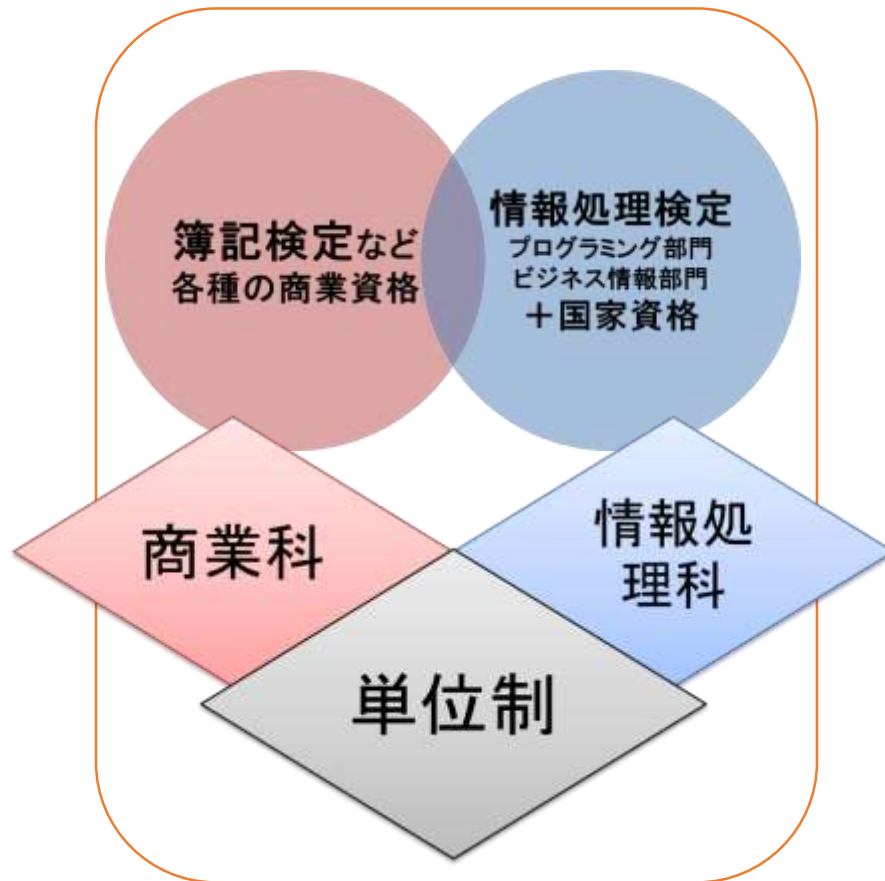 簿記検定など
各種の商業資格
情報処理検定
プログラミング部門
ビジネス情報部門
＋国家資格
商業科
情報処
理科
単位制